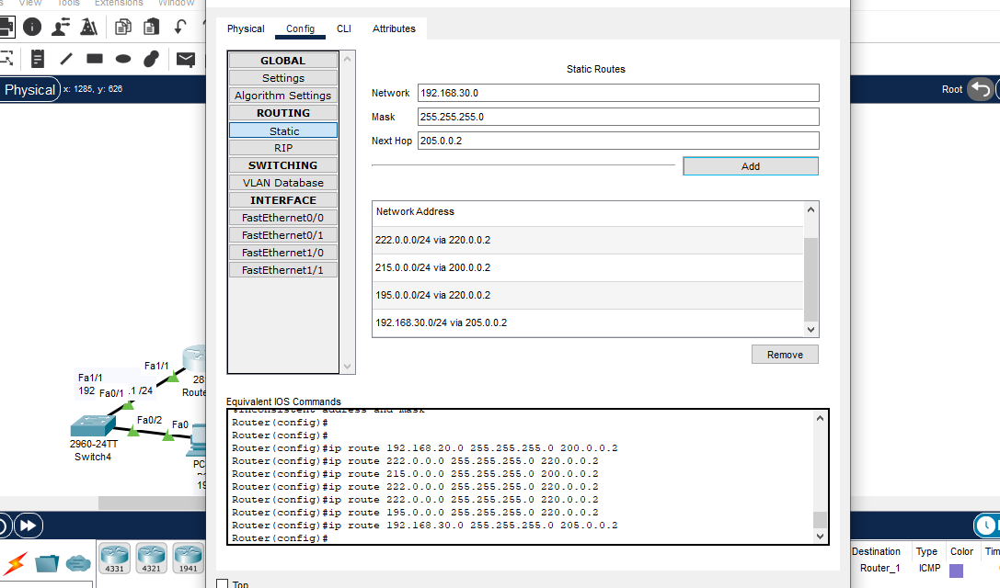 View Tools Extensions Window
Physical Config CLI Attributes
GLOBAL
Settings
Algorithm Settings
ROUTING
Static
RIP
SWITCHING
VLAN Database
INTERFACE
FastEthernet0/0
FastEthernet0/1
FastEthernet1/0
FastEthernet1/1
Static Routes
Network 192.168.30.0
Mask 255.255.255.0
Next Hop 205.0.0.2
Add
Network Address
222.0.0.0/24 via 220.0.0.2
215.0.0.0/24 via 200.0.0.2
195.0.0.0/24 via 220.0.0.2
192.168.30.0/24 via 205.0.0.2
Remove
Equivalent IOS Commands
%Inconsistent address and mask
Router(config)#
Router(config)#
Router(config)#ip route 192.168.20.0 255.255.255.0 200.0.0.2
Router(config)#ip route 222.0.0.0 255.255.255.0 220.0.0.2
Router(config)#ip route 215.0.0.0 255.255.255.0 200.0.0.2
Router(config)#ip route 222.0.0.0 255.255.255.0 220.0.0.2
Router(config)#ip route 222.0.0.0 255.255.255.0 220.0.0.2
Router(config)#ip route 195.0.0.0 255.255.255.0 220.0.0.2
Router(config)#ip route 192.168.30.0 255.255.255.0 205.0.0.2
Router(config)#
Top
Physical x: 1285, y: 626
Root
Fa1/1
Fa1/1
192 Fa0/1 .1 /24
28
Route
Fa0/2 Fa0
2960-24TT
Switch4
PC
19
4331 4321 1941
Destination Type Color Tim
Router_1 ICMP